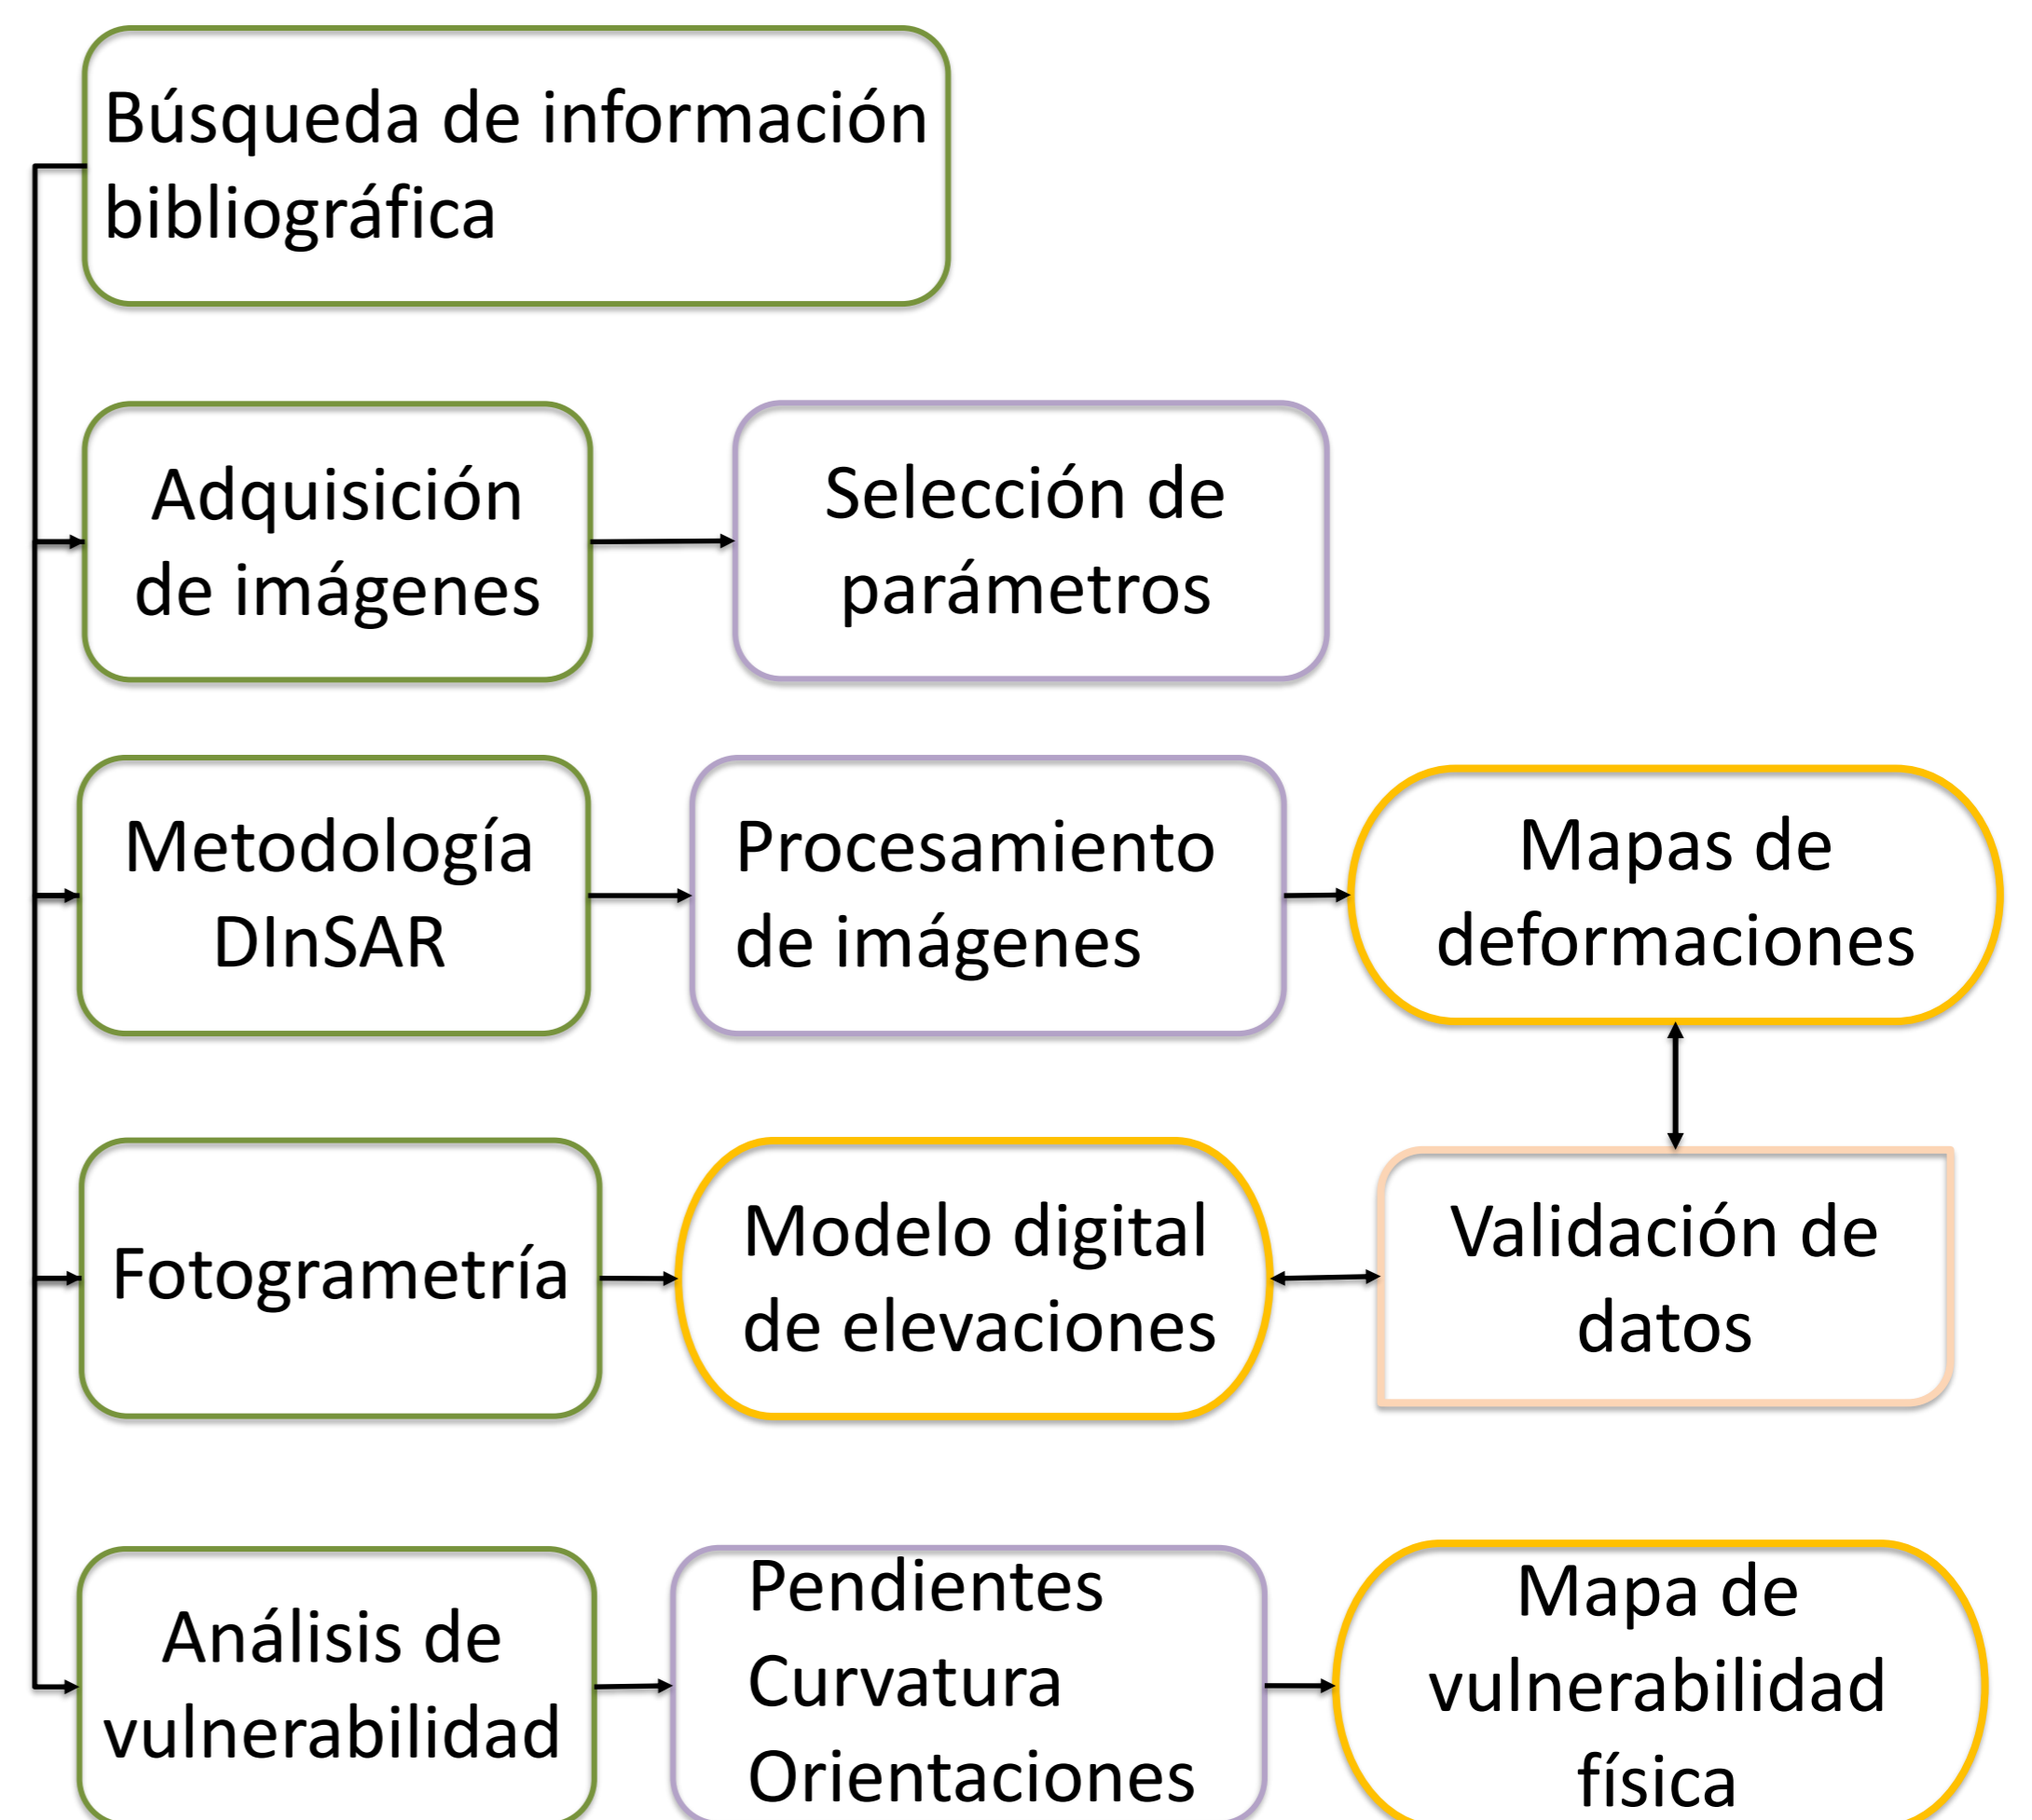 Búsqueda de información
bibliográfica
Adquisición
de imágenes
Selección de
parámetros
Metodología
DInSAR
Procesamiento
de imágenes
Mapas de
deformaciones
Fotogrametría
Modelo digital
de elevaciones
Validación de
datos
Análisis de
vulnerabilidad
Pendientes
Curvatura
Orientaciones
Mapa de
vulnerabilidad
física